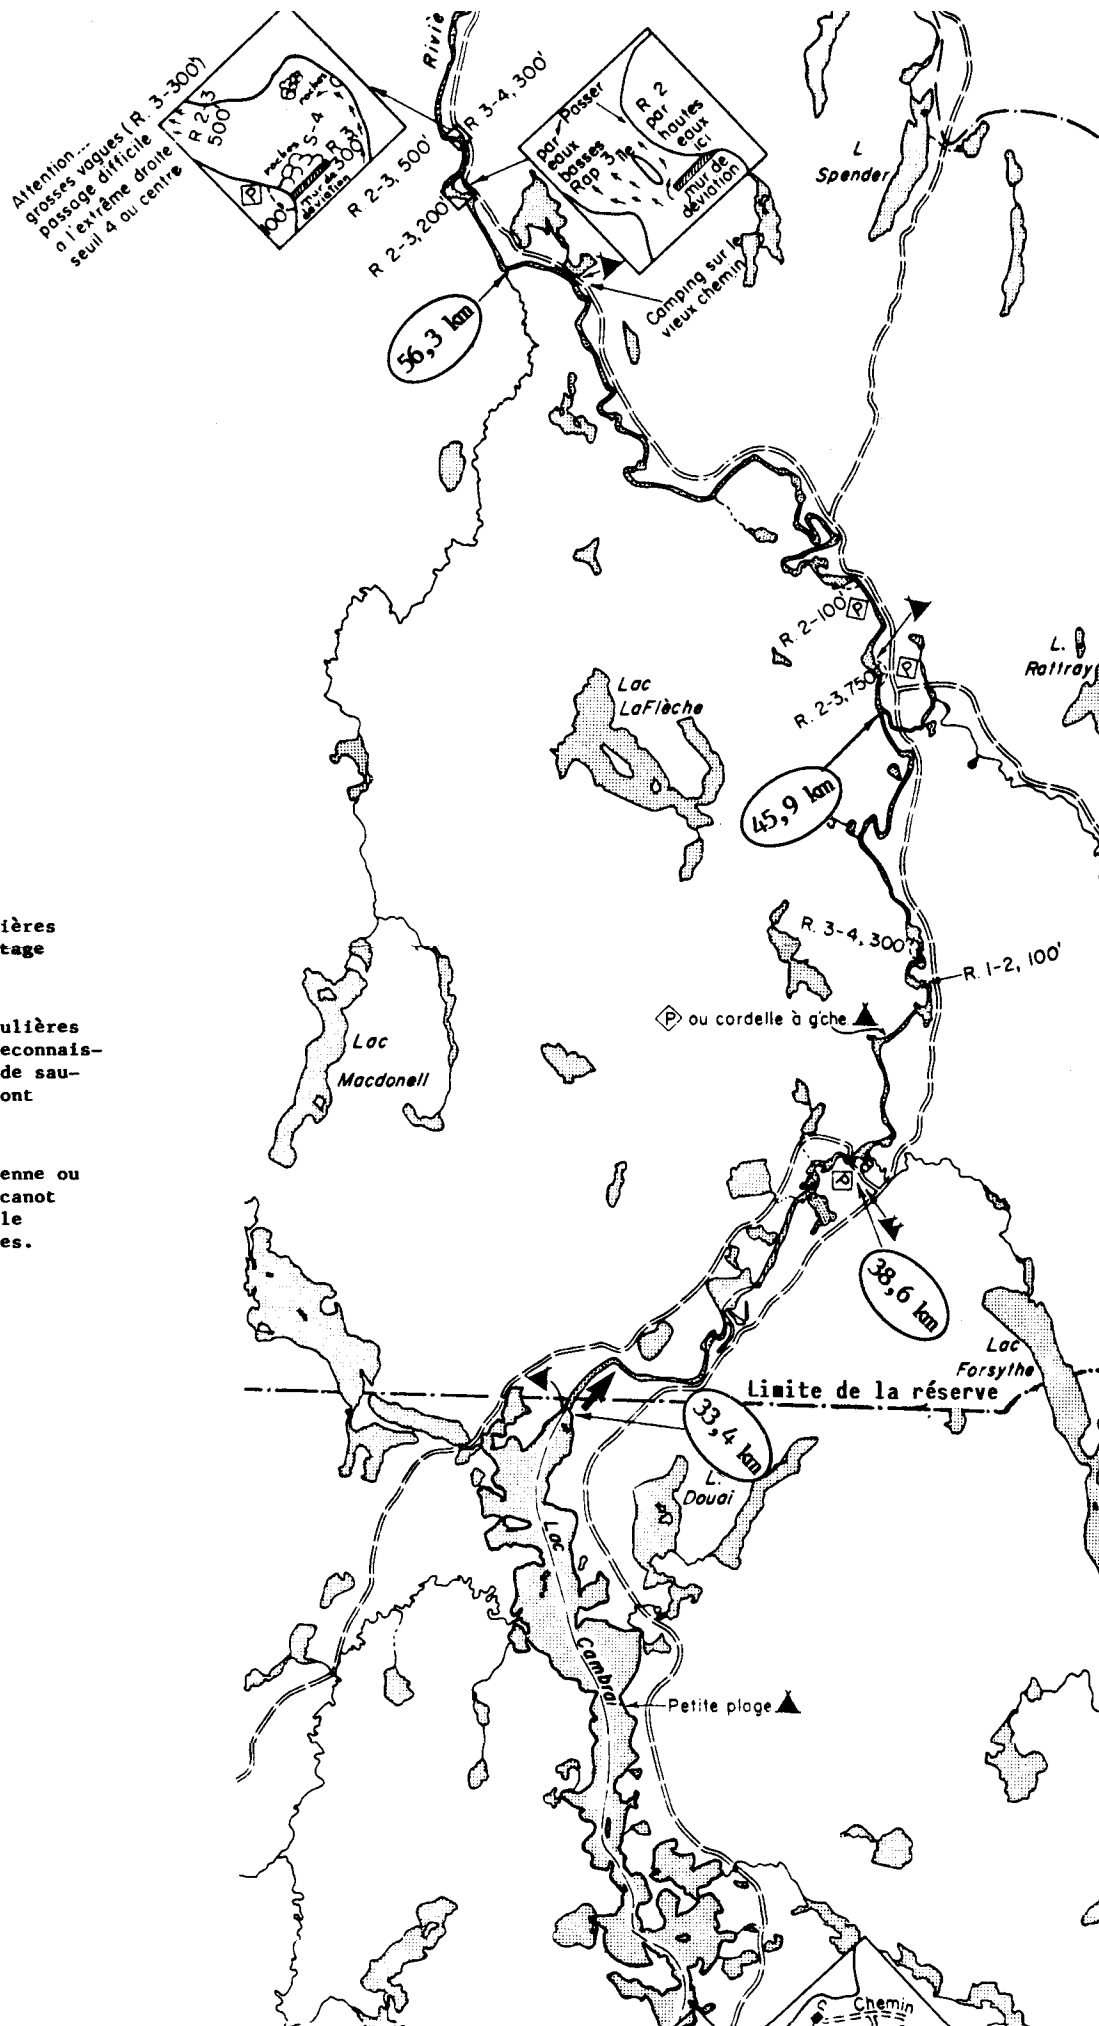 Riviè
R. 3-4, 300'
Attention ...
grosses vagues ( R. 3-300')
passage difficile
a l'extrême droite
seuil 4 au centre
R 2-3
500'
roches
roches
S-4
R 3
300'
mur de
déviation
P
100'
R 2-3, 500'
R 2-3, 200'
Passer
par
eaux
basses
Rap 3
île
R 2
par
hautes
eaux
ICI
mur de
déviation
L
Spender
Camping sur le
vieux chemin
56,3 km
R. 2-100'
P
P
R. 2-3, 750'
L.
Rattray
Lac
LaFlèche
45,9 km
R. 3-4, 300'
R. 1-2, 100'
P ou cordelle à g'che
ières
tage
ulières
econnais-
de sau-
ont
enne ou
canot
le
es.
Lac
Macdonell
P
38,6 km
Lac
Forsythe
Limite de la réserve
33,4 km
L.
Douai
Lac
Cambrai
Petite plage
Chemin